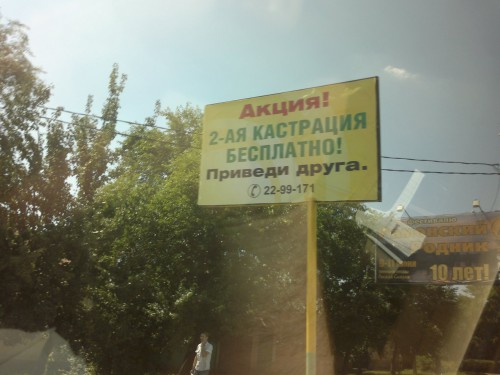 Акция!
2-АЯ КАСТРАЦИЯ
БЕСПЛАТНО!
Приведи друга.
✆ 22-99-171
10 лет!